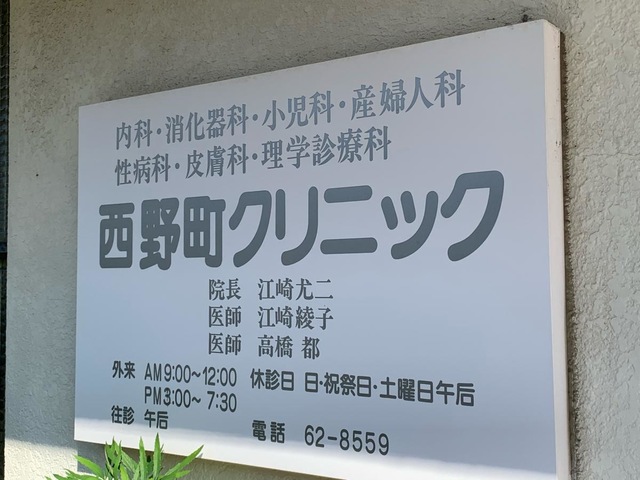 内科・消化器科・小児科・産婦人科
性病科・皮膚科・理学診療科
西野町クリニック
院長 江崎尤二
医師 江崎綾子
医師 高橋 都
外来 AM9:00～12:00 休診日 日・祝祭日・土曜日午后
PM3:00～7:30
往診 午后
電話 62-8559